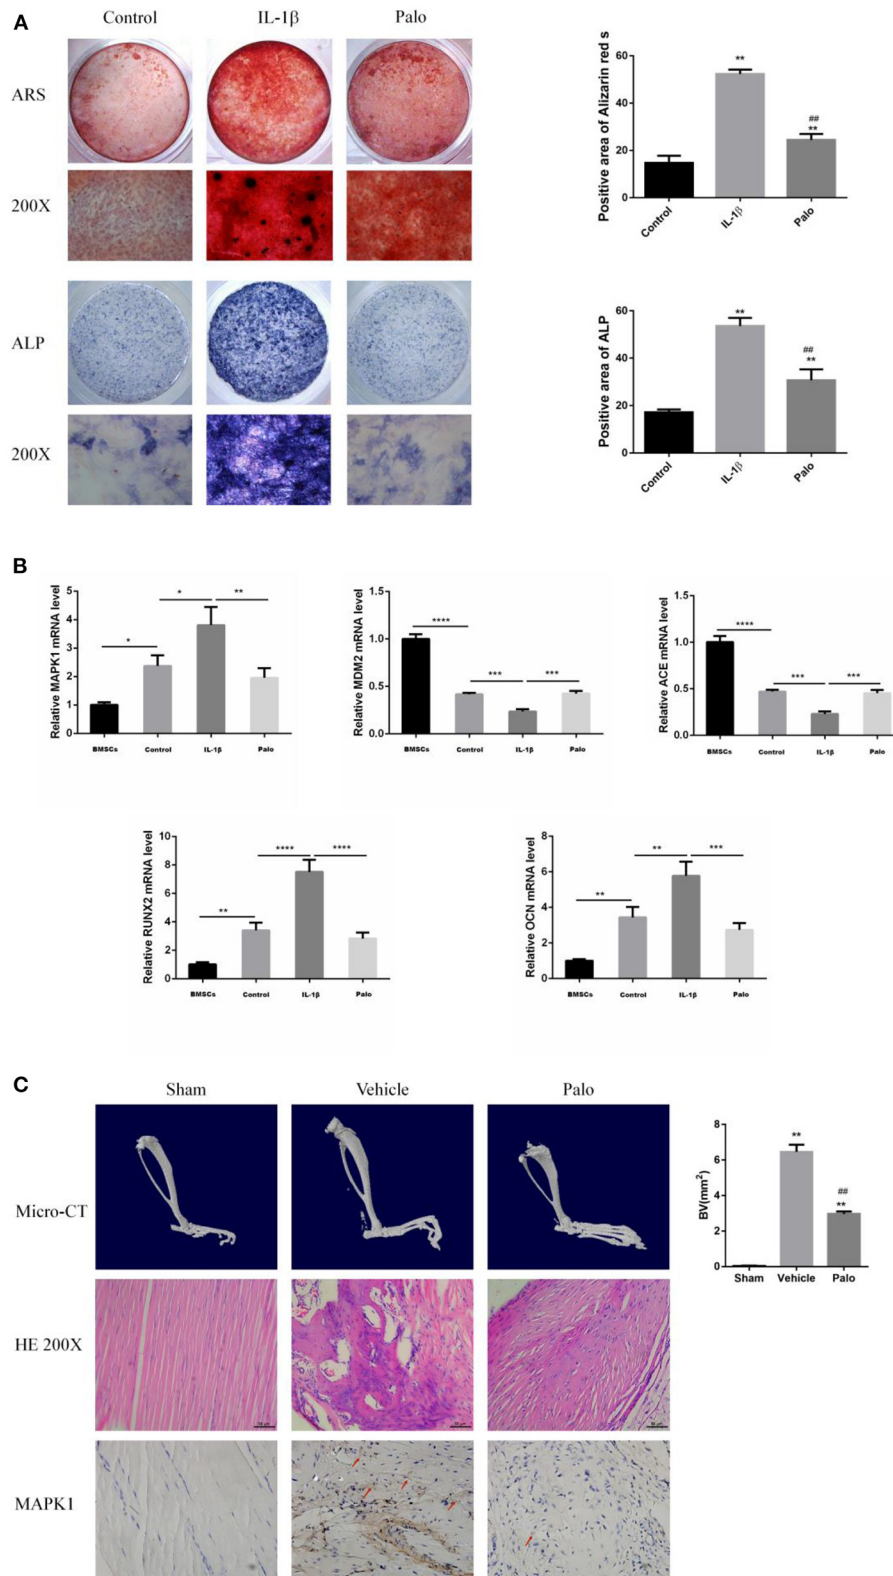 A
Control IL-1β Palo
ARS
200X
ALP
200X
Positive area of Alizarin red s
60
40
20
0
**
##
**
Control IL-1β Palo
Positive area of ALP
60
40
20
0
**
##
**
Control IL-1β Palo
B
Relative MAPK1 mRNA level
5
4
3
2
1
0
* * **
BMSCs Control IL-1β Palo
Relative MDM2 mRNA level
1.5
1.0
0.5
0.0
**** *** ***
BMSCs Control IL-1β Palo
Relative ACE mRNA level
1.5
1.0
0.5
0.0
**** *** ***
BMSCs Control IL-1β Palo
Relative RUNX2 mRNA level
10
8
6
4
2
0
** **** ****
BMSCs Control IL-1β Palo
Relative OCN mRNA level
8
6
4
2
0
** ** ***
BMSCs Control IL-1β Palo
C
Sham Vehicle Palo
Micro-CT
HE 200X
MAPK1
BV(mm²)
8
6
4
2
0
**
##
**
Sham Vehicle Palo